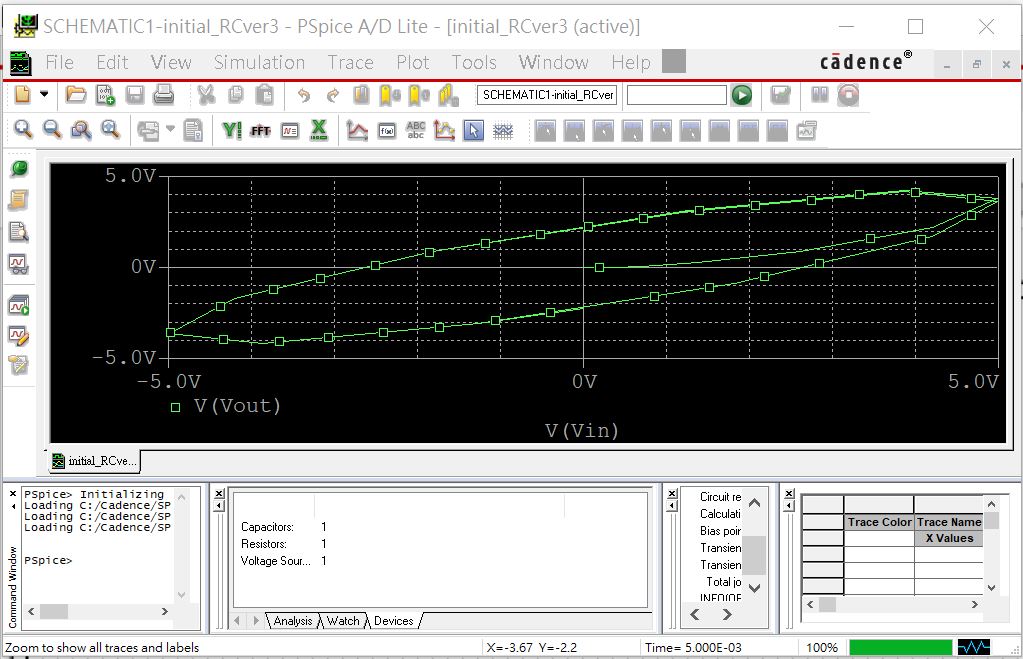 SCHEMATIC1-initial_RCver3 - PSpice A/D Lite - [initial_RCver3 (active)]
File Edit View Simulation Trace Plot Tools Window Help cādence®
SCHEMATIC1-initial_RCver
FFT
ABC
abc
5.0V
0V
-5.0V
-5.0V 0V 5.0V
V(Vout)
V(Vin)
initial_RCve...
PSpice> Initializing
Loading C:/Cadence/SP
Loading C:/Cadence/SP
Loading C:/Cadence/SP
PSpice>
Command Window
Capacitors: 1
Resistors: 1
Voltage Sour... 1
Analysis Watch Devices
Circuit re
Calculati
Bias poir
Transien
Transien
Total jo
Trace Color Trace Name
X Values
Zoom to show all traces and labels X=-3.67 Y=-2.2 Time= 5.000E-03 100%